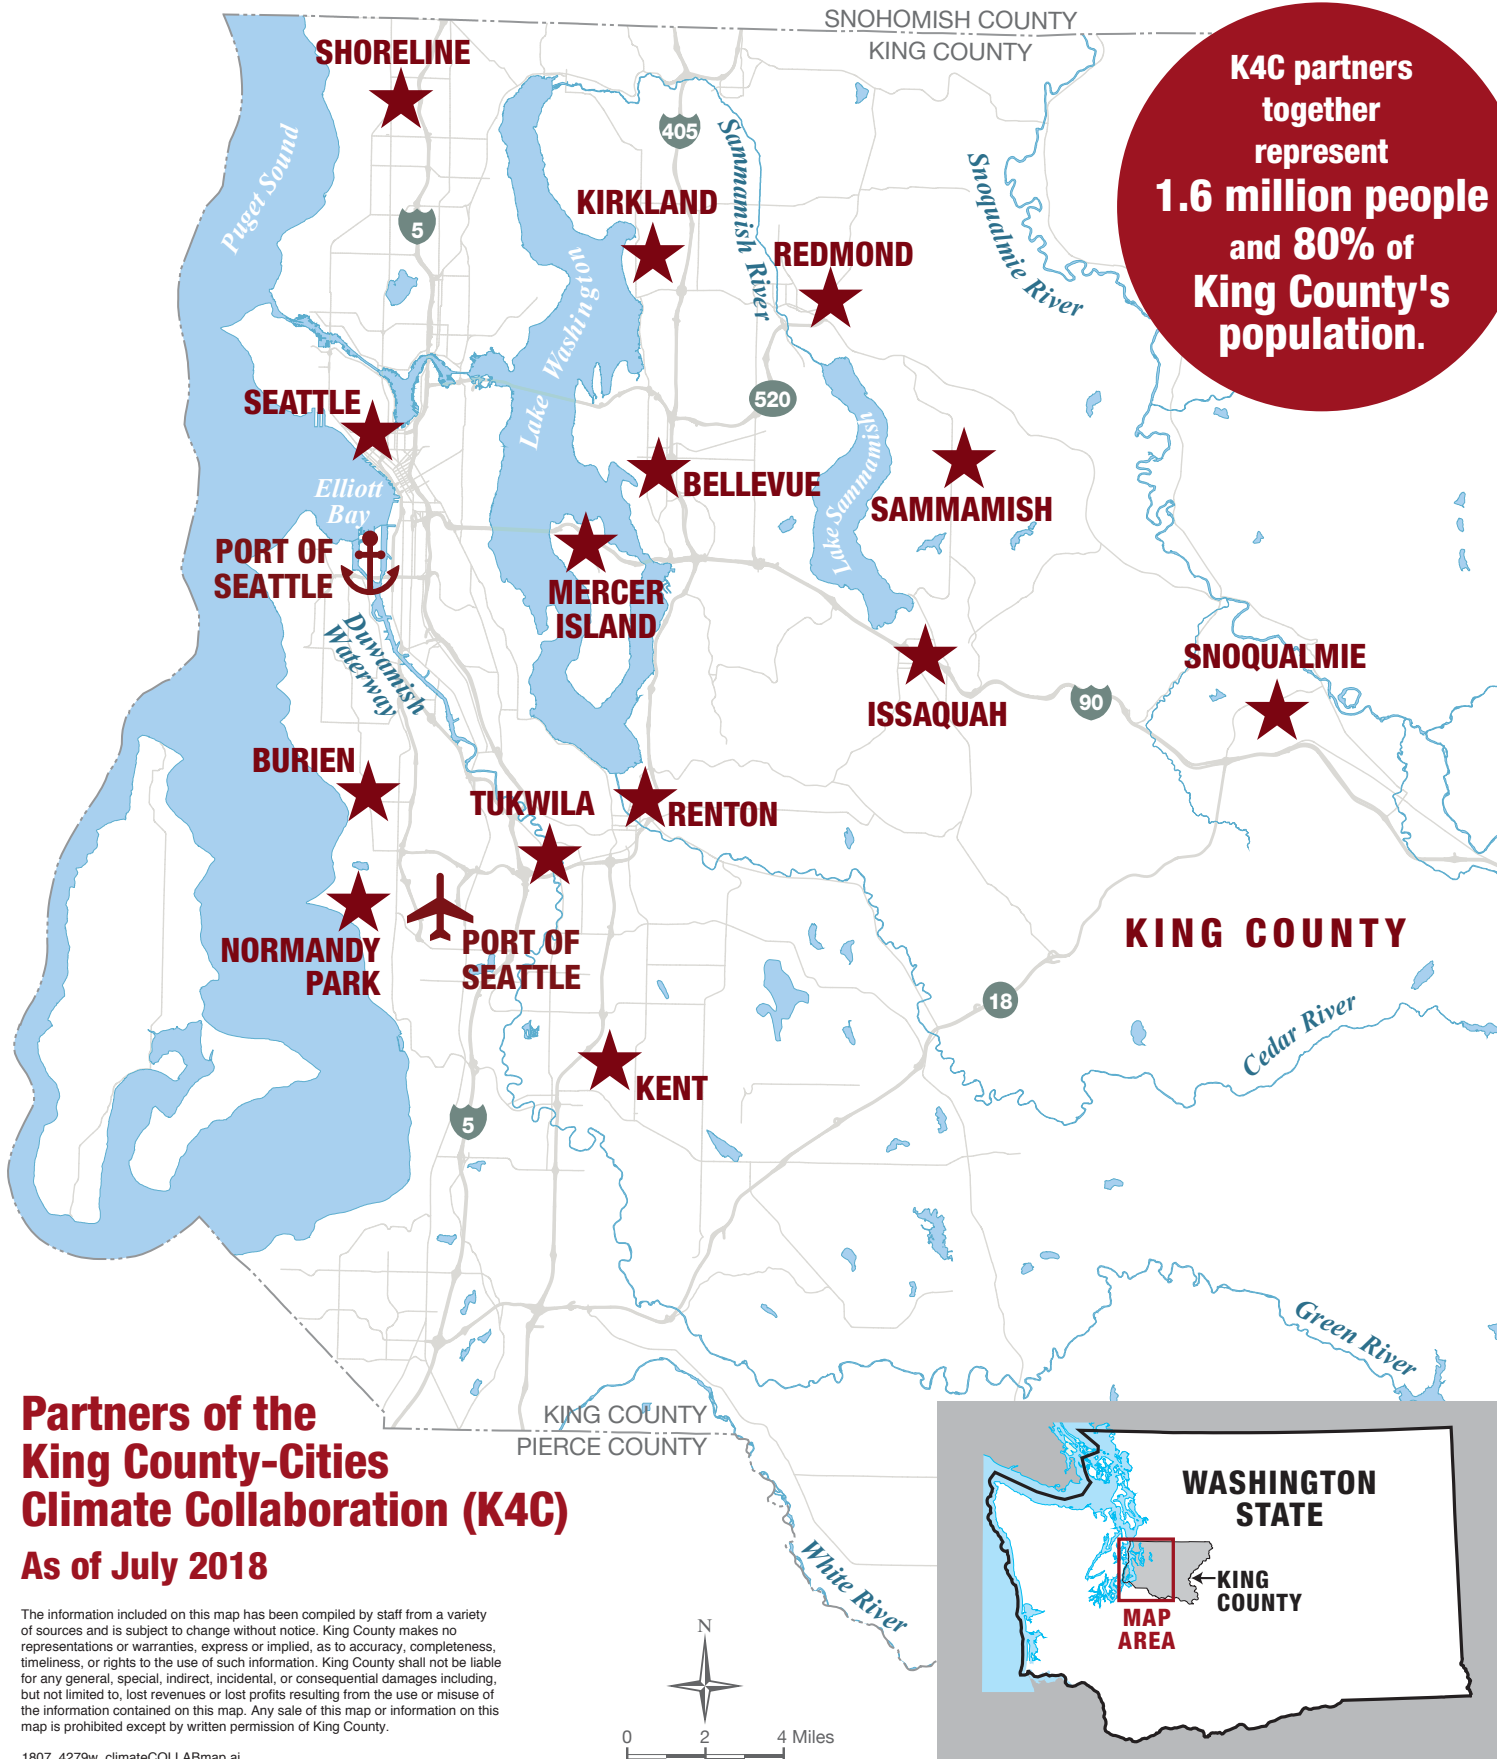 SNOHOMISH COUNTY
KING COUNTY
K4C partners
together
represent
1.6 million people
and 80% of
King County's
population.
SHORELINE
405
Puget Sound
Sammamish River
Snoqualmie River
KIRKLAND
5
REDMOND
Lake Washington
520
SEATTLE
Lake Sammamish
BELLEVUE
Elliott
Bay
SAMMAMISH
PORT OF
SEATTLE
MERCER
ISLAND
Duwamish
Waterway
SNOQUALMIE
ISSAQUAH
90
BURIEN
TUKWILA
RENTON
KING COUNTY
NORMANDY
PARK
PORT OF
SEATTLE
18
Cedar River
KENT
5
Green River
KING COUNTY
PIERCE COUNTY
White River
Partners of the
King County-Cities
Climate Collaboration (K4C)
As of July 2018
The information included on this map has been compiled by staff from a variety
of sources and is subject to change without notice. King County makes no
representations or warranties, express or implied, as to accuracy, completeness,
timeliness, or rights to the use of such information. King County shall not be liable
for any general, special, indirect, incidental, or consequential damages including,
but not limited to, lost revenues or lost profits resulting from the use or misuse of
the information contained on this map. Any sale of this map or information on this
map is prohibited except by written permission of King County.
1807_4279w_climateCOLLABmap.ai
N
0 2 4 Miles
WASHINGTON
STATE
KING
COUNTY
MAP
AREA